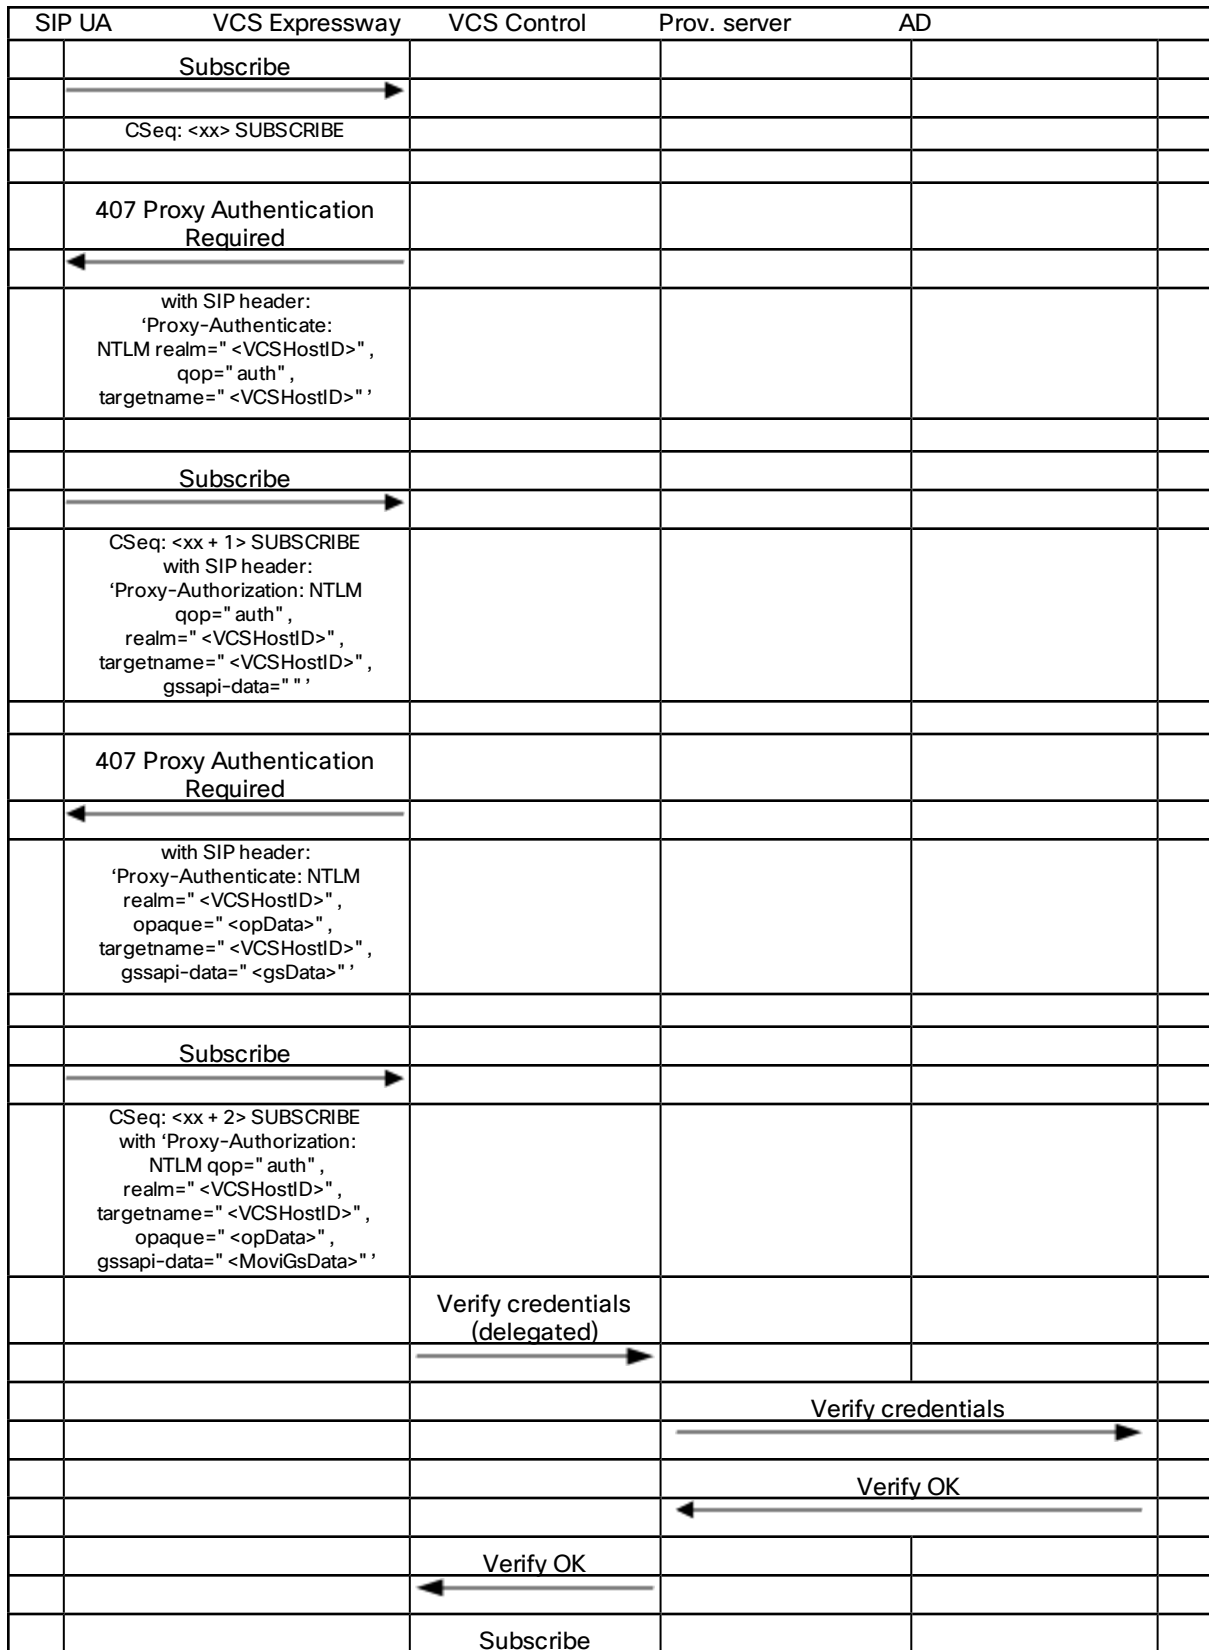 SIP UA VCS Expressway VCS Control Prov. server AD
Subscribe
CSeq: <xx> SUBSCRIBE
407 Proxy Authentication
Required
with SIP header:
‘Proxy-Authenticate:
NTLM realm="<VCSHostID>",
qop="auth",
targetname="<VCSHostID>"’
Subscribe
CSeq: <xx + 1> SUBSCRIBE
with SIP header:
‘Proxy-Authorization: NTLM
qop="auth",
realm="<VCSHostID>",
targetname="<VCSHostID>",
gssapi-data=""’
407 Proxy Authentication
Required
with SIP header:
‘Proxy-Authenticate: NTLM
realm="<VCSHostID>",
opaque="<opData>",
targetname="<VCSHostID>",
gssapi-data="<gsData>"’
Subscribe
CSeq: <xx + 2> SUBSCRIBE
with ‘Proxy-Authorization:
NTLM qop="auth",
realm="<VCSHostID>",
targetname="<VCSHostID>",
opaque="<opData>",
gssapi-data="<MoviGsData>"’
Verify credentials
(delegated)
Verify credentials
Verify OK
Verify OK
Subscribe